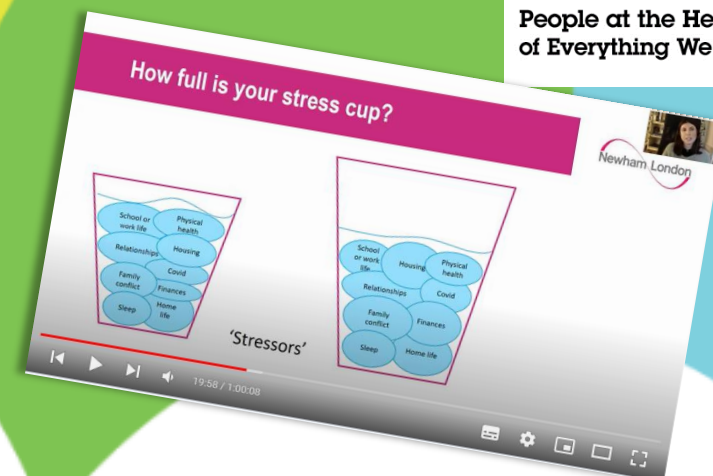 People at the He
of Everything We
How full is your stress cup?
Newham London
School or
work life
Physical
health
Relationships
Housing
Covid
Family
conflict
Finances
Sleep
Home
life
'Stressors'
School
or work
life
Housing
Physical
health
Relationships
Covid
Family
conflict
Finances
Sleep
Home life
19:58 / 1:00:08